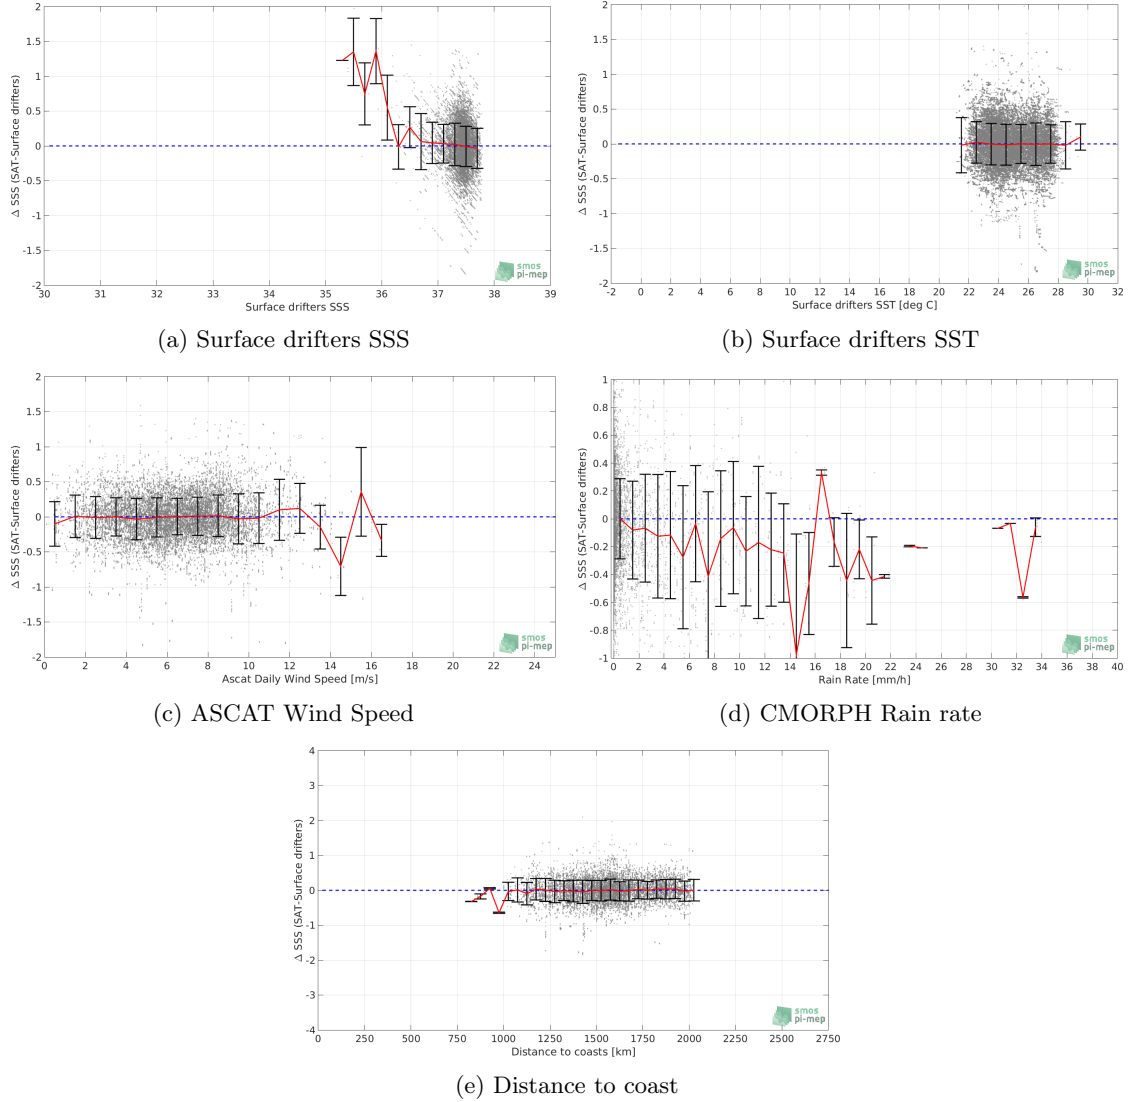 2
1.5
1
0.5
0
-0.5
-1
-1.5
-2
Δ SSS (SAT-Surface drifters)
30 31 32 33 34 35 36 37 38 39
Surface drifters SSS
smos
pi-mep
(a) Surface drifters SSS
2
1.5
1
0.5
0
-0.5
-1
-1.5
-2
Δ SSS (SAT-Surface drifters)
-2 0 2 4 6 8 10 12 14 16 18 20 22 24 26 28 30 32
Surface drifters SST [deg C]
smos
pi-mep
(b) Surface drifters SST
2
1.5
1
0.5
0
-0.5
-1
-1.5
-2
Δ SSS (SAT-Surface drifters)
0 2 4 6 8 10 12 14 16 18 20 22 24
Ascat Daily Wind Speed [m/s]
smos
pi-mep
(c) ASCAT Wind Speed
1
0.8
0.6
0.4
0.2
0
-0.2
-0.4
-0.6
-0.8
-1
Δ SSS (SAT-Surface drifters)
0 2 4 6 8 10 12 14 16 18 20 22 24 26 28 30 32 34 36 38 40
Rain Rate [mm/h]
smos
pi-mep
(d) CMORPH Rain rate
4
3
2
1
0
-1
-2
-3
-4
Δ SSS (SAT-Surface drifters)
0 250 500 750 1000 1250 1500 1750 2000 2250 2500 2750
Distance to coasts [km]
smos
pi-mep
(e) Distance to coast